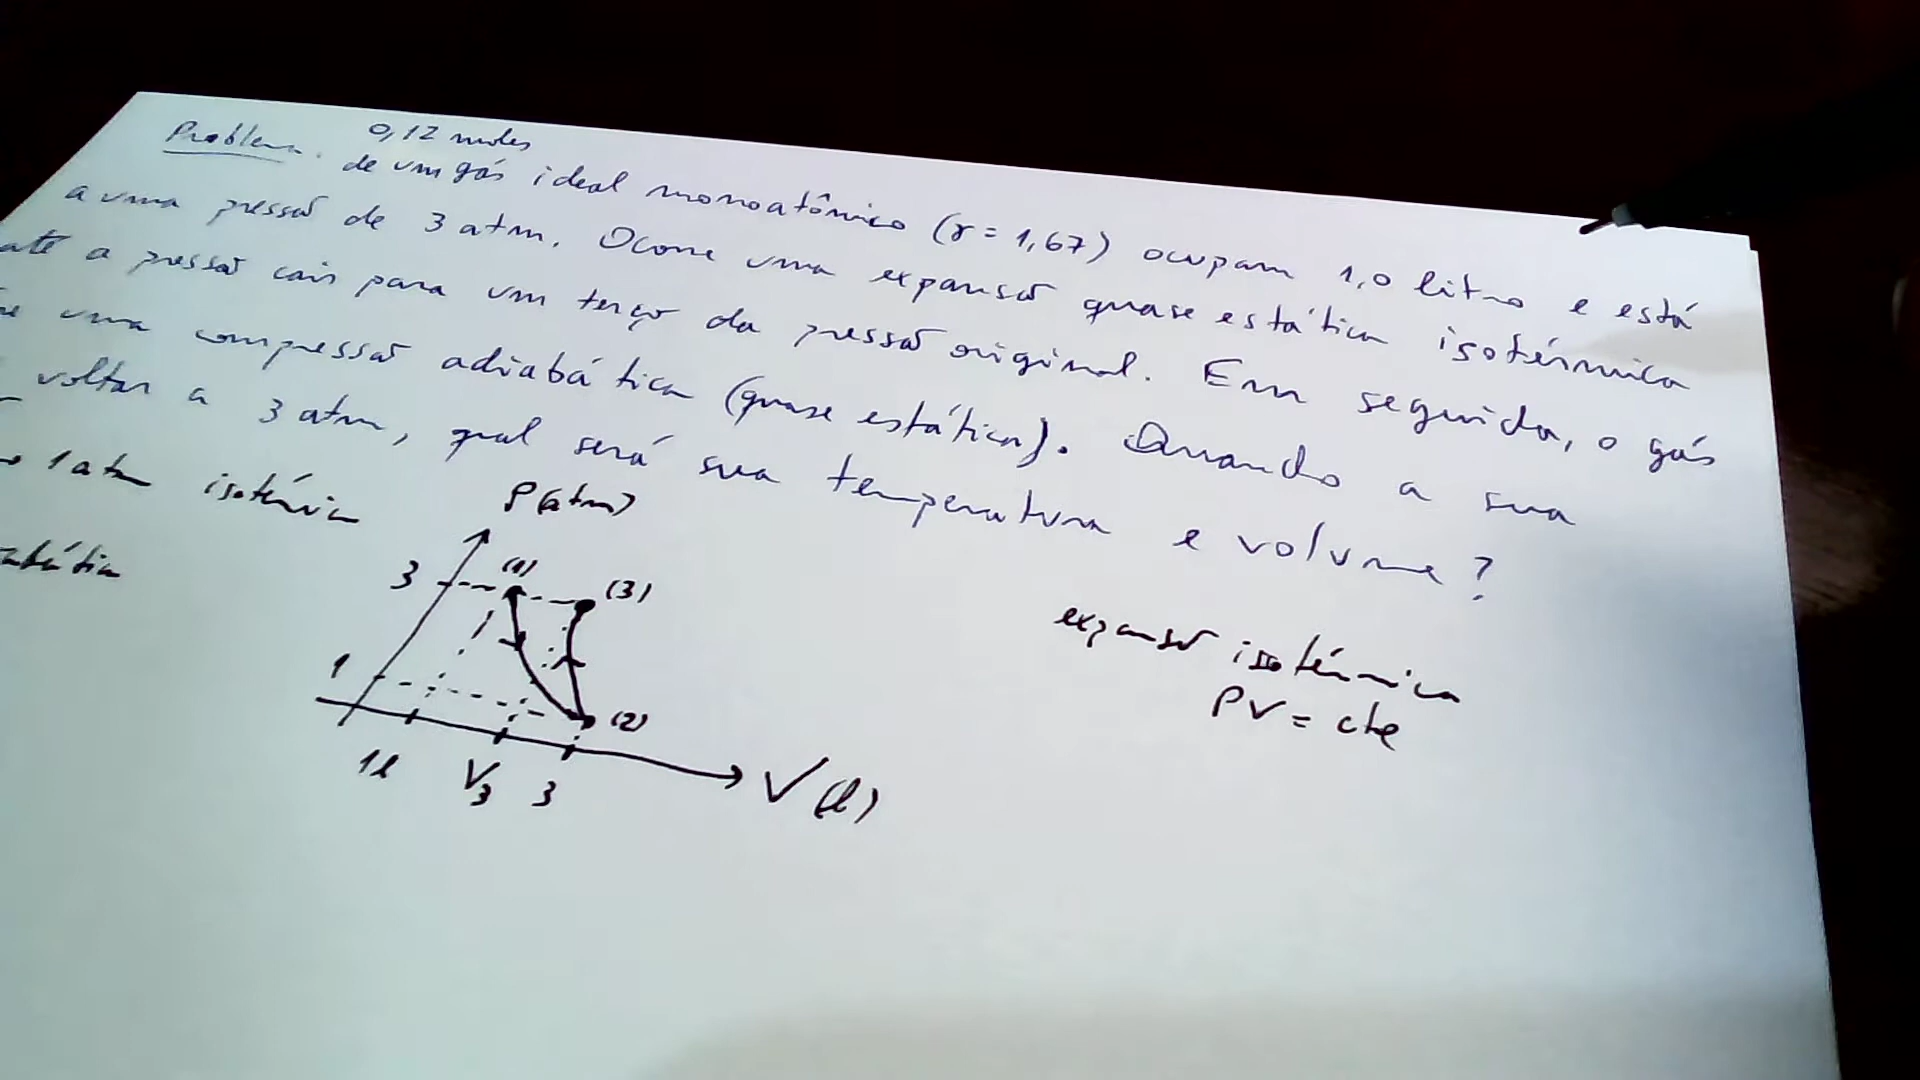 Problema. 0,12 moles
de um gás ideal monoatômico (γ = 1,67) ocupam 1,0 litro e está
a uma pressão de 3 atm. Ocorre uma expansão quase estática isotérmica
até a pressão cair para um terço da pressão original. Em seguida, o gás
uma compressão adiabática (quase estática). Quando a sua
voltar a 3 atm, qual será sua temperatura e volume?
1 atm isotérmica
P(atm)
3
(1)
(3)
1
(2)
1l
V3
3
V(l)
expansão isotérmica
PV = cte